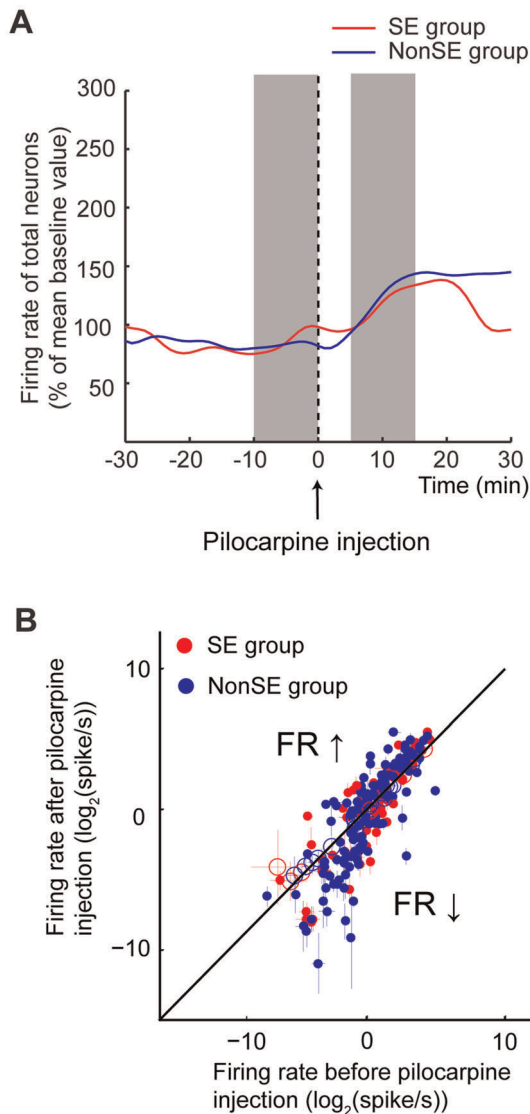 A
SE group
NonSE group
Firing rate of total neurons
(% of mean baseline value)
300
250
200
150
100
50
-30 -20 -10 0 10 20 30
Time (min)
Pilocarpine injection
B
SE group
NonSE group
Firing rate after pilocarpine
injection (log₂(spike/s))
10
0
−10
FR ↑
FR ↓
−10 0 10
Firing rate before pilocarpine
injection (log₂(spike/s))